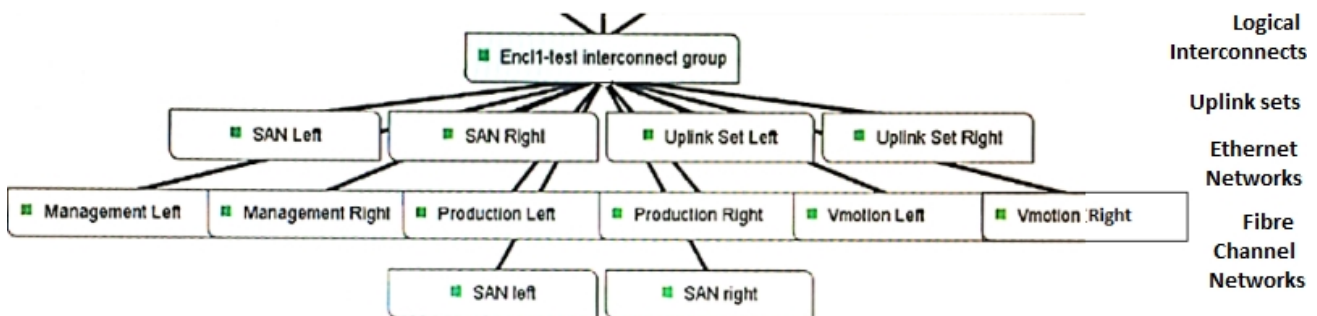 Logical
Interconnects
Encl1-test interconnect group
Uplink sets
SAN Left
SAN Right
Uplink Set Left
Uplink Set Right
Ethernet
Networks
Management Left
Management Right
Production Left
Production Right
Vmotion Left
Vmotion Right
Fibre
Channel
Networks
SAN left
SAN right